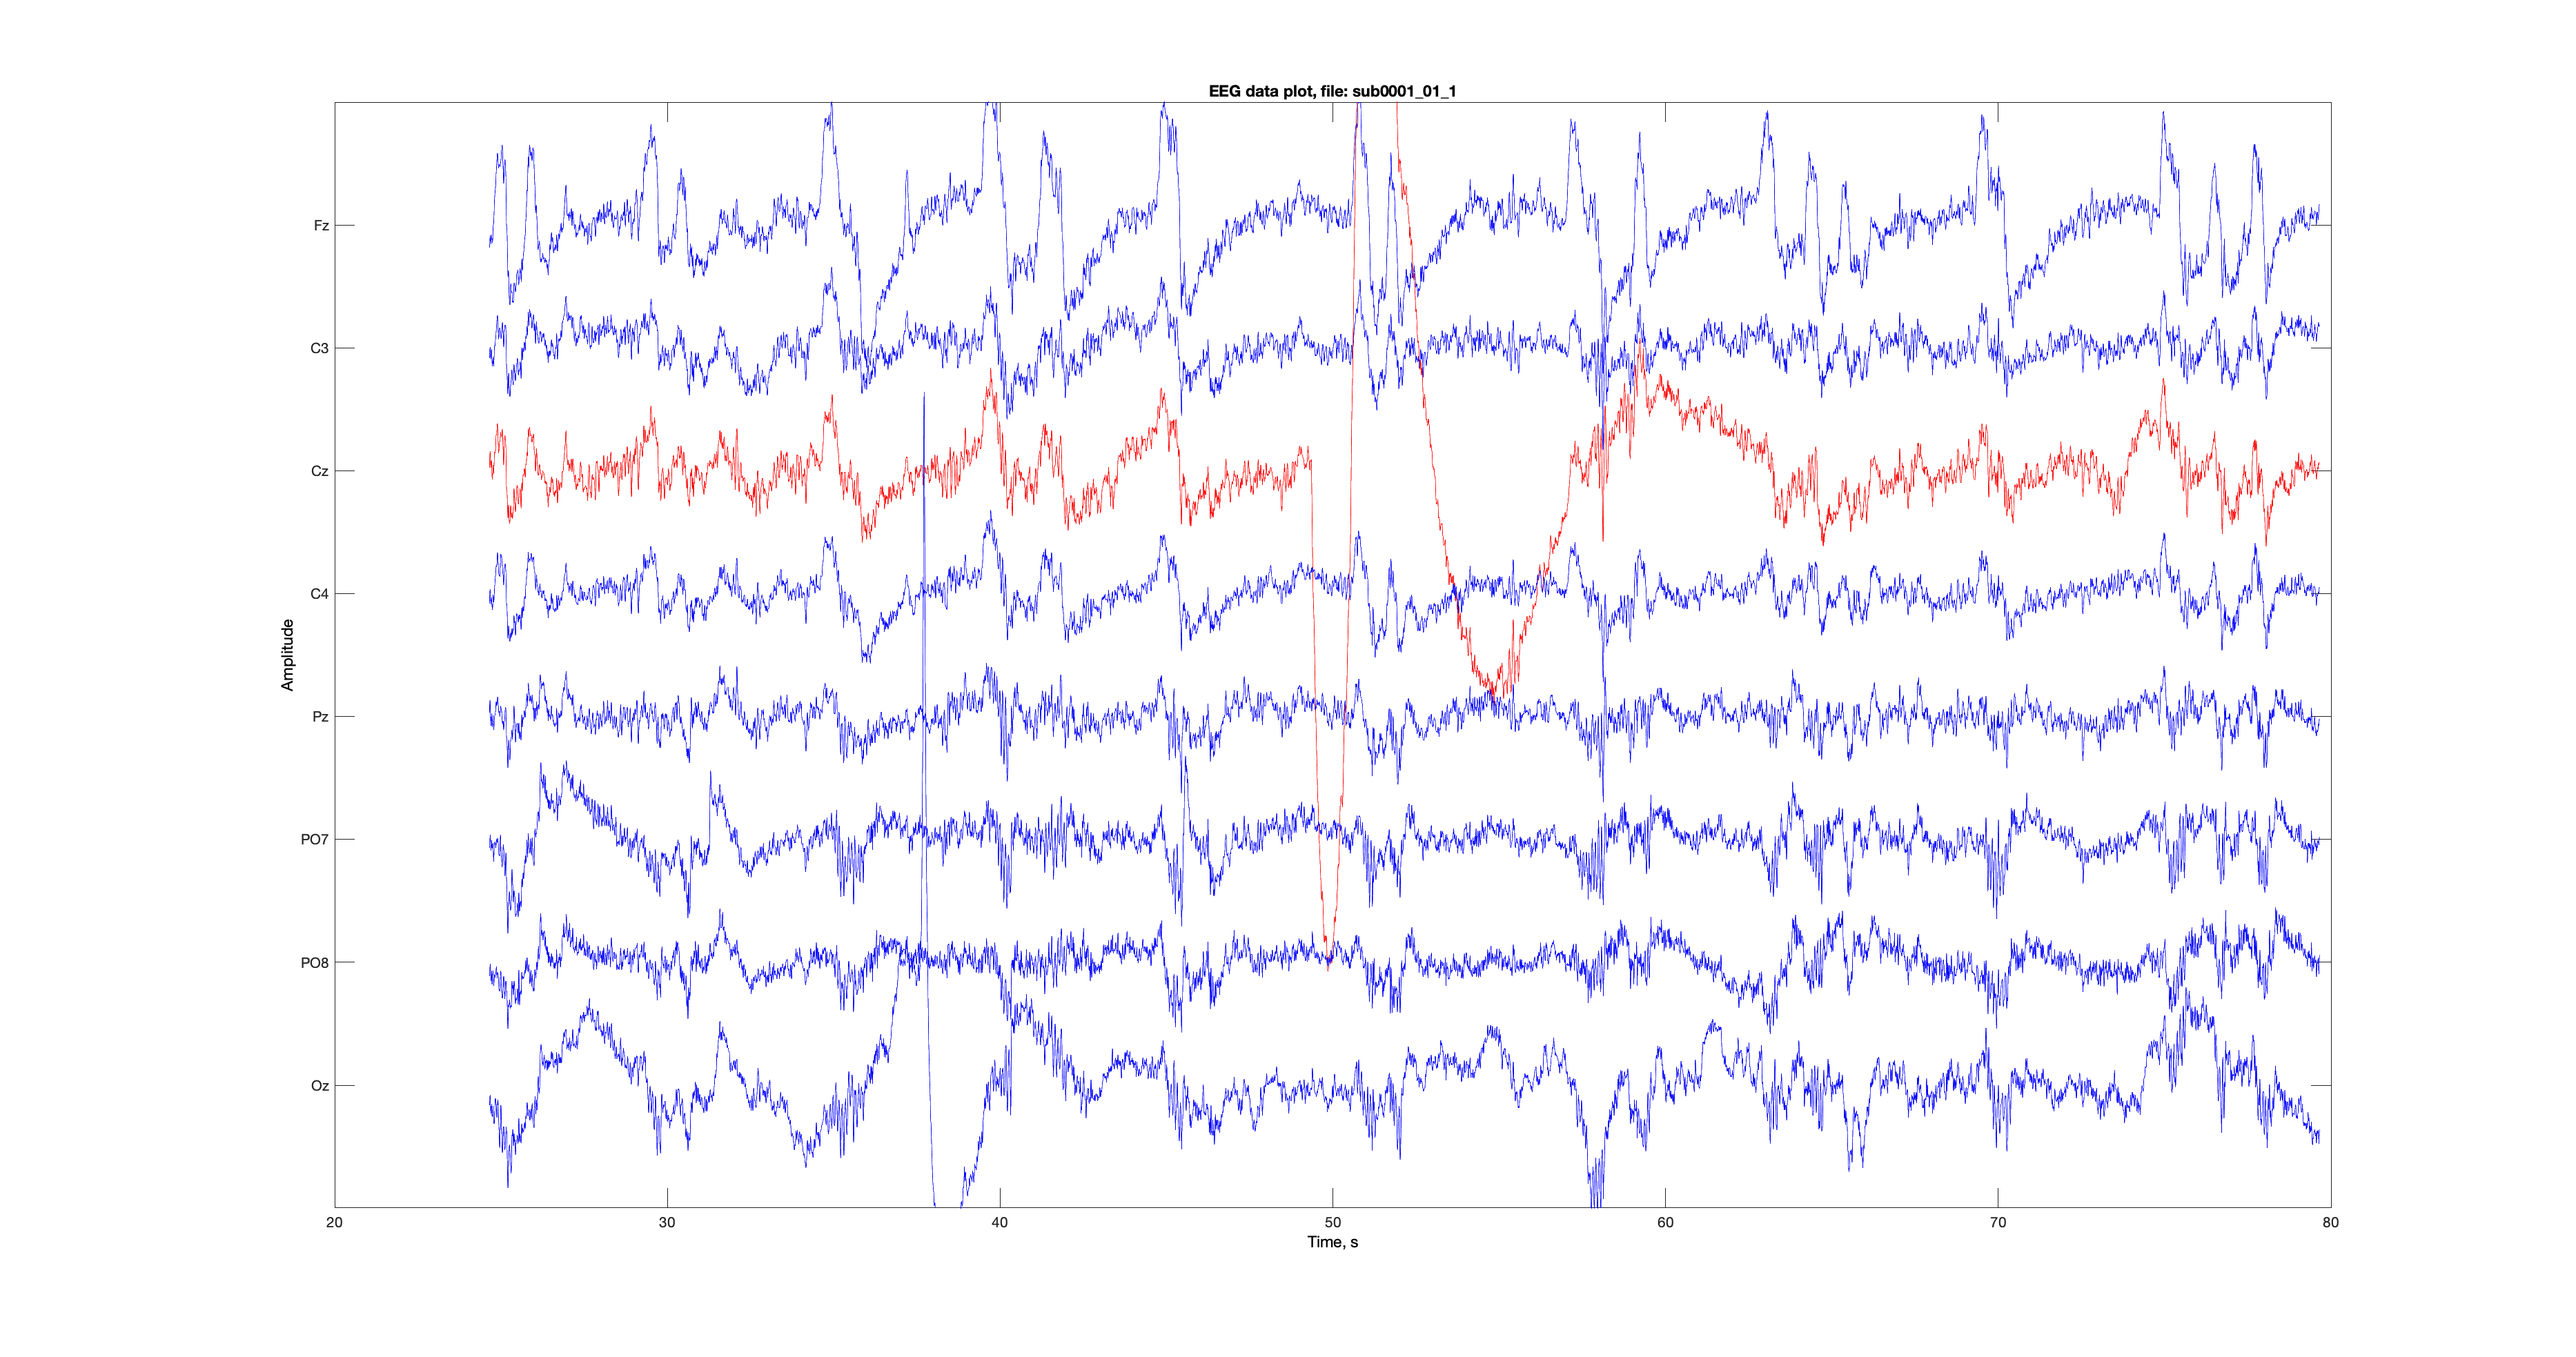 EEG data plot, file: sub0001_01_1
Fz
C3
Cz
C4
Amplitude
Pz
PO7
PO8
Oz
20 30 40 50 60 70 80
Time, s